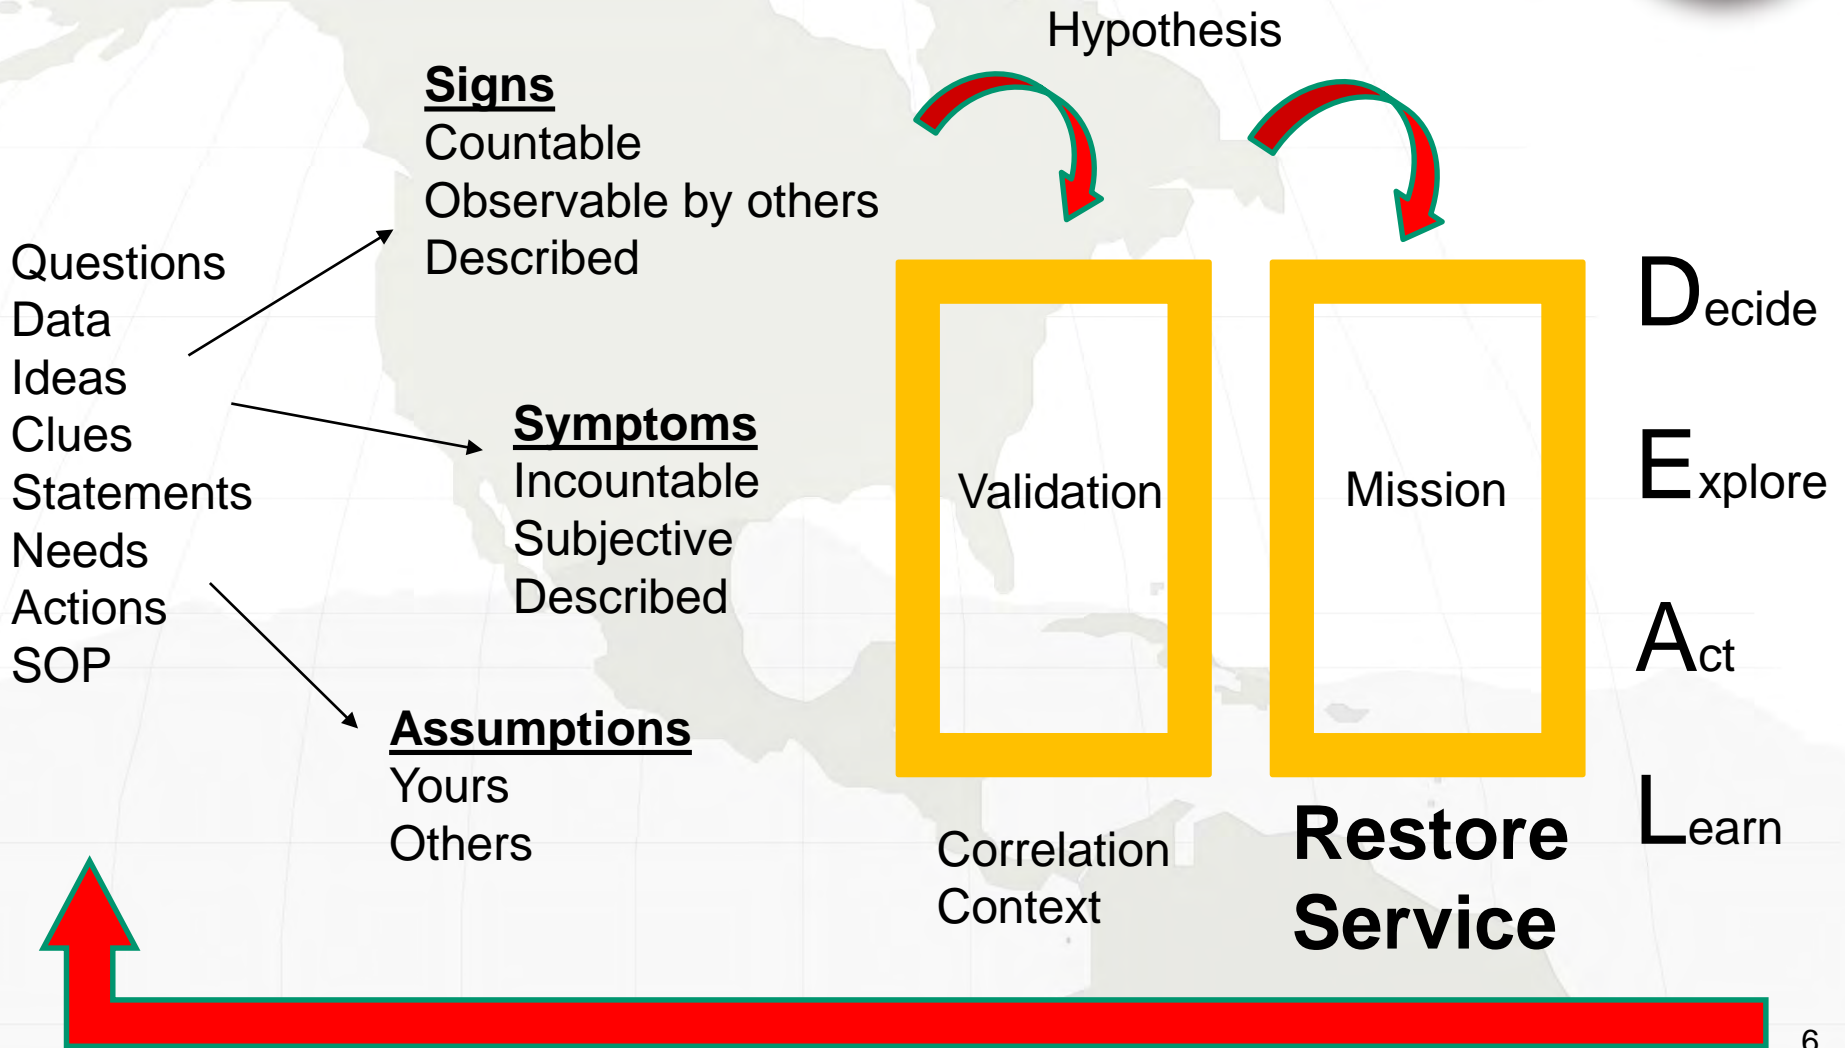 Hypothesis
Signs
Countable
Observable by others
Described
Questions
Data
Ideas
Clues
Statements
Needs
Actions
SOP
Symptoms
Incountable
Subjective
Described
Assumptions
Yours
Others
Validation
Correlation
Context
Mission
Restore
Service
Decide
Explore
Act
Learn
6